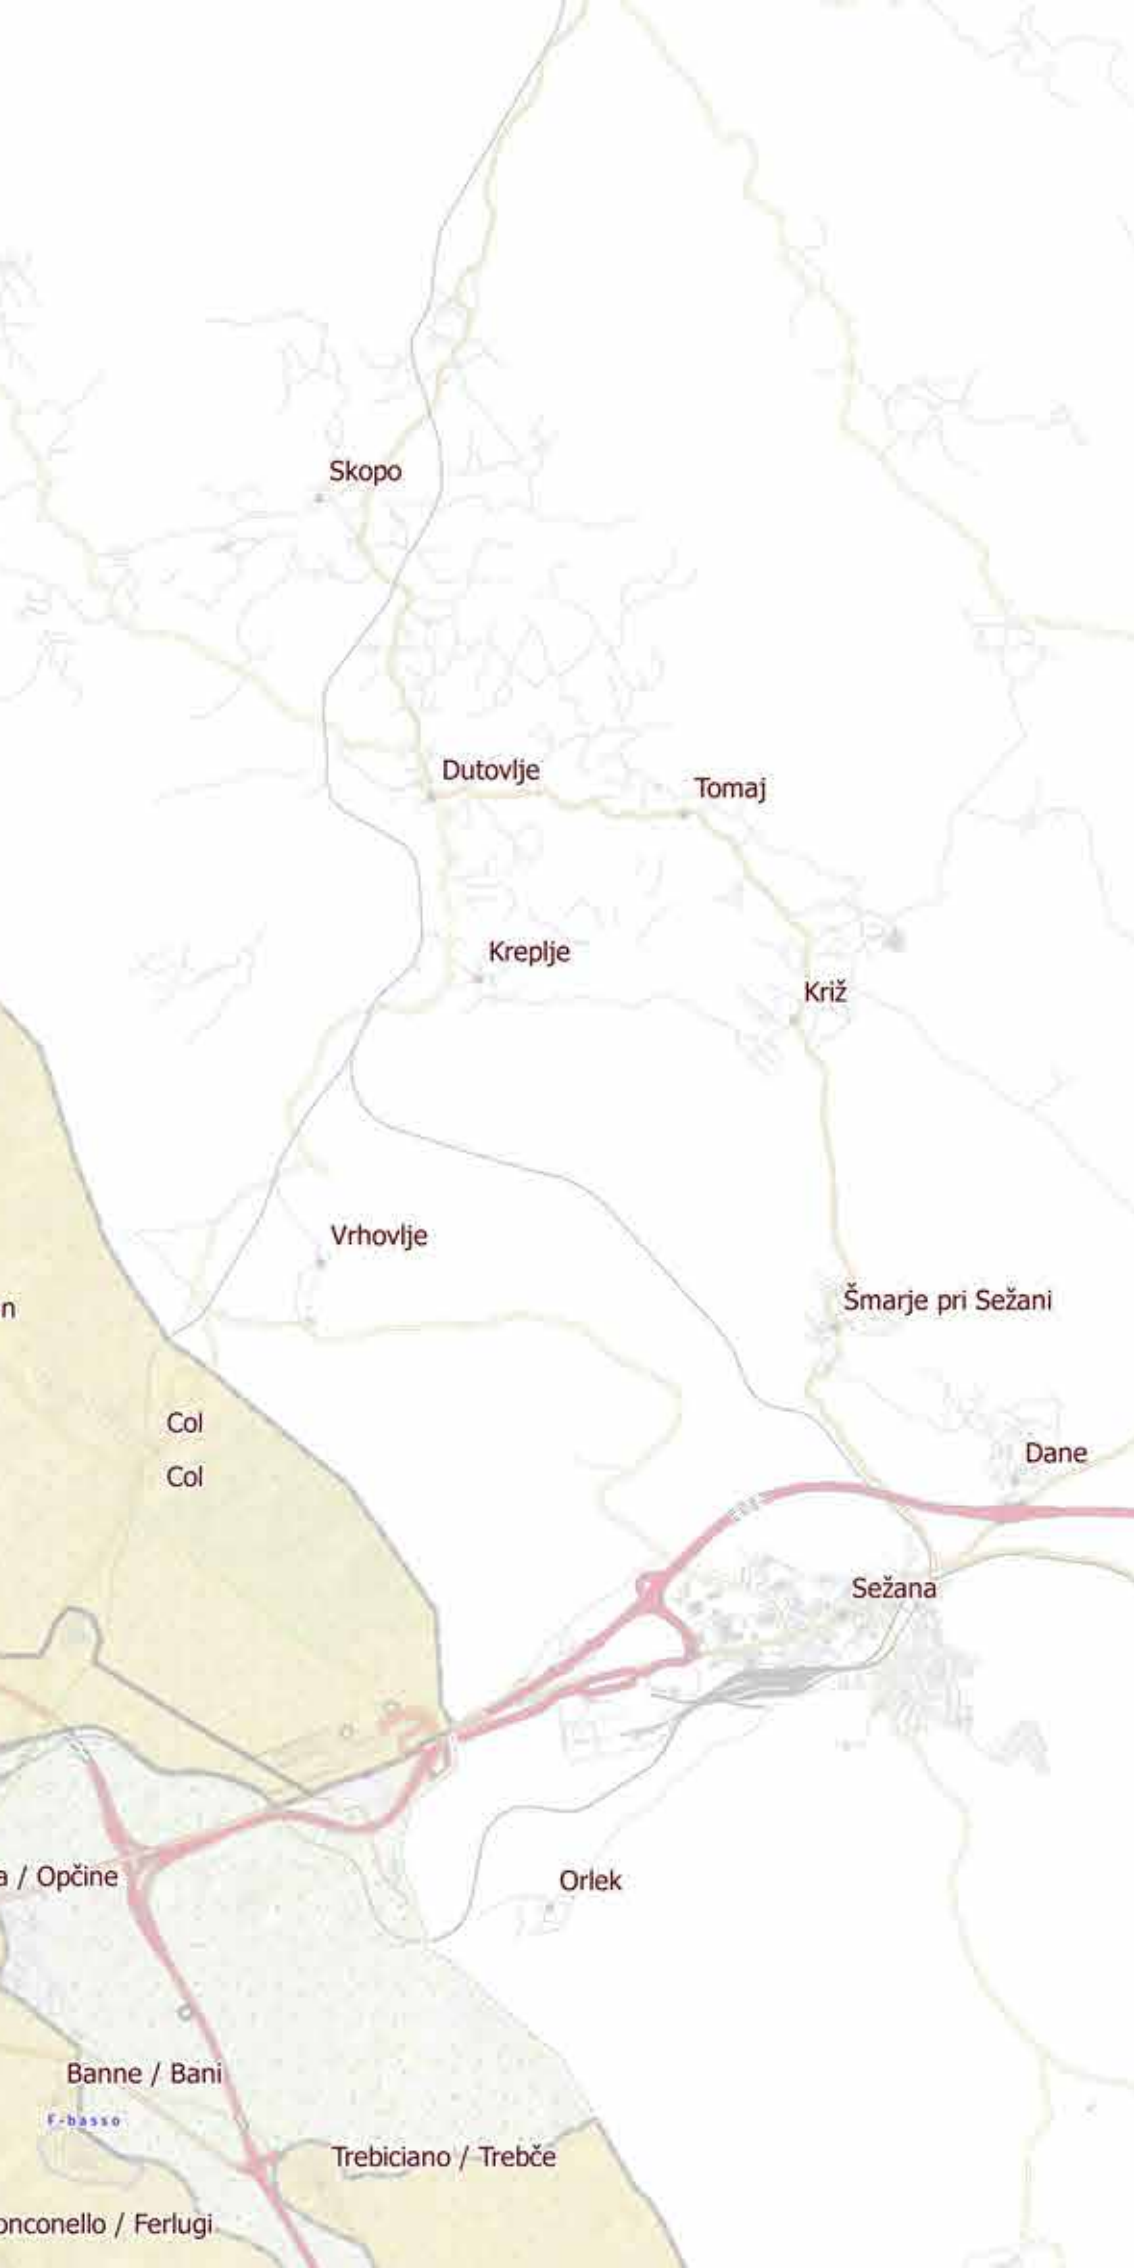 Skopo
Dutovlje
Tomaj
Kreplje
Križ
Vrhovlje
Šmarje pri Sežani
n
Col
Col
Dane
Sežana
a / Opčine
Orlek
Banne / Bani
F-basso
Trebiciano / Trebče
onconello / Ferlugi